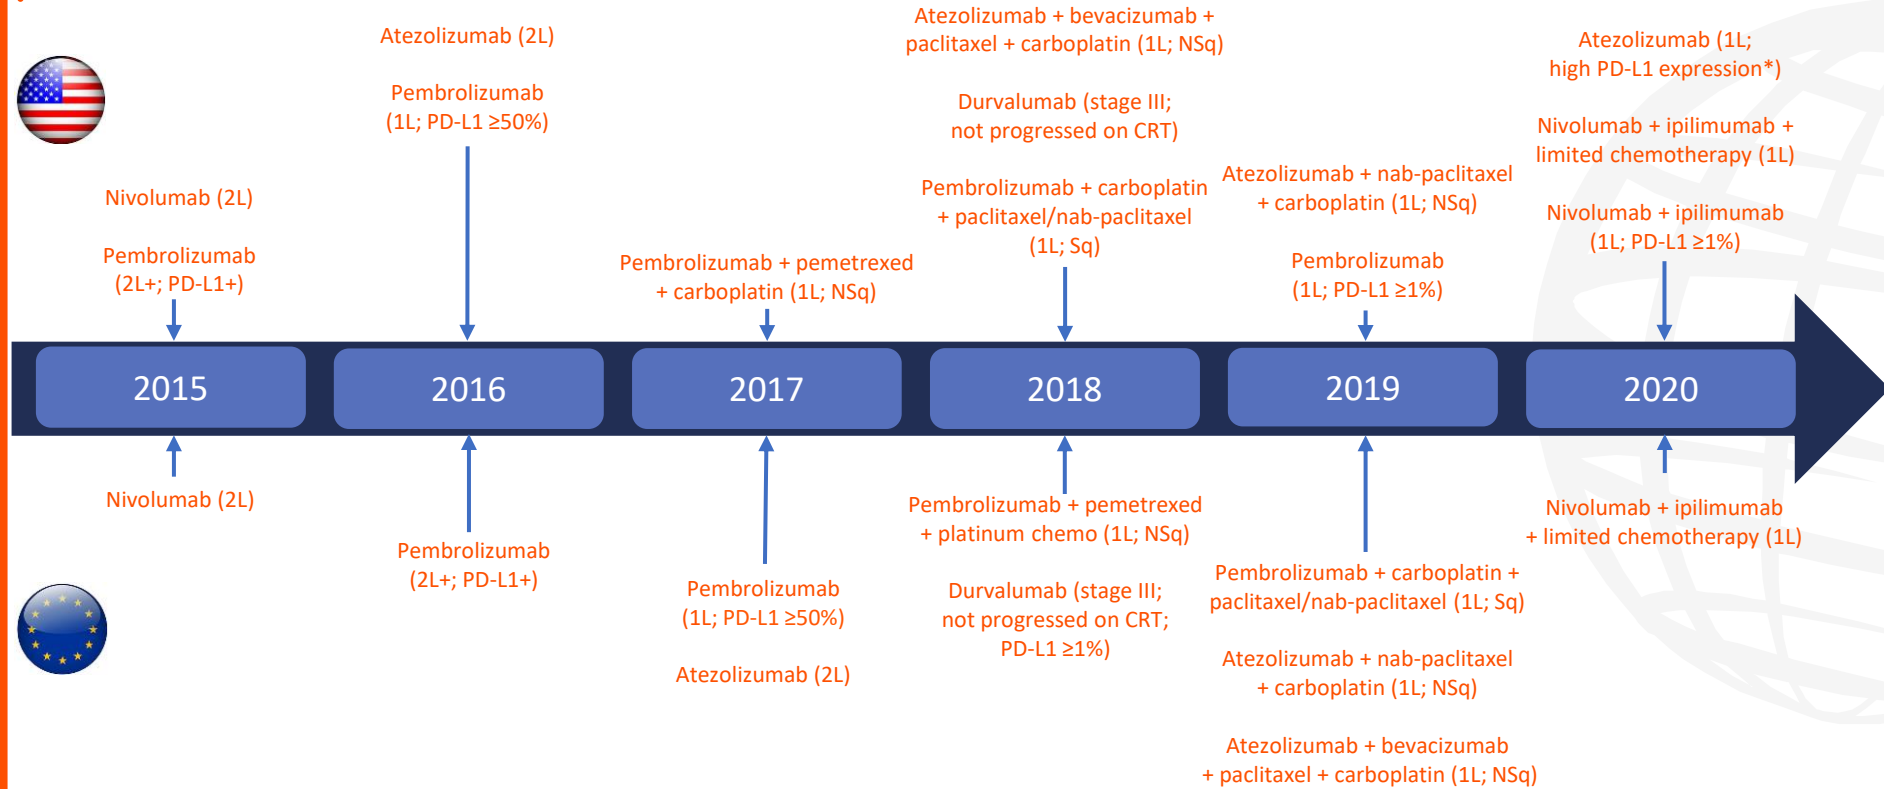 Atezolizumab (2L)
Pembrolizumab
(1L; PD-L1 ≥50%)
Atezolizumab + bevacizumab +
paclitaxel + carboplatin (1L; NSq)
Durvalumab (stage III;
not progressed on CRT)
Pembrolizumab + carboplatin
+ paclitaxel/nab-paclitaxel
(1L; Sq)
Atezolizumab (1L;
high PD-L1 expression*)
Nivolumab + ipilimumab +
limited chemotherapy (1L)
Nivolumab + ipilimumab
(1L; PD-L1 ≥1%)
Nivolumab (2L)
Pembrolizumab
(2L+; PD-L1+)
Pembrolizumab + pemetrexed
+ carboplatin (1L; NSq)
Atezolizumab + nab-paclitaxel
+ carboplatin (1L; NSq)
Pembrolizumab
(1L; PD-L1 ≥1%)
2015
2016
2017
2018
2019
2020
Nivolumab (2L)
Pembrolizumab
(2L+; PD-L1+)
Pembrolizumab
(1L; PD-L1 ≥50%)
Atezolizumab (2L)
Pembrolizumab + pemetrexed
+ platinum chemo (1L; NSq)
Durvalumab (stage III;
not progressed on CRT;
PD-L1 ≥1%)
Pembrolizumab + carboplatin +
paclitaxel/nab-paclitaxel (1L; Sq)
Atezolizumab + nab-paclitaxel
+ carboplatin (1L; NSq)
Atezolizumab + bevacizumab
+ paclitaxel + carboplatin (1L; NSq)
Nivolumab + ipilimumab
+ limited chemotherapy (1L)